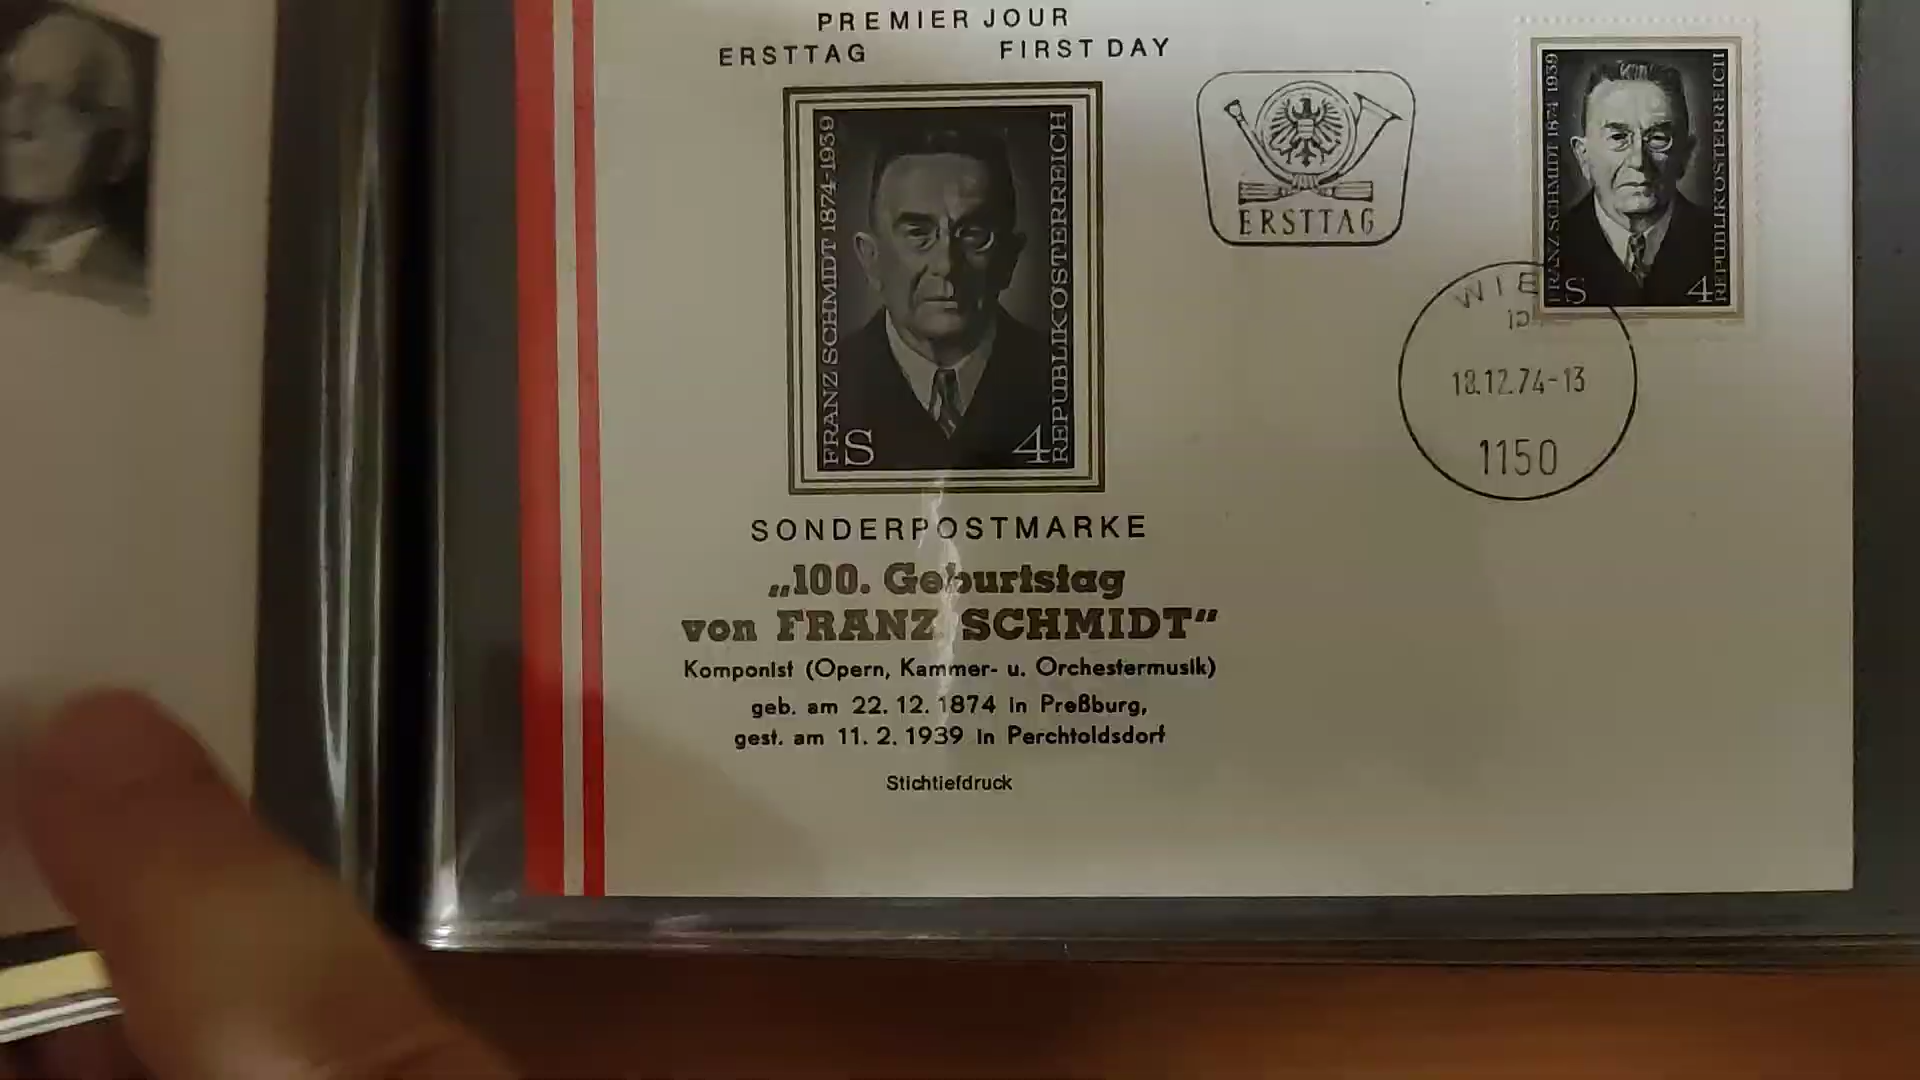 PREMIER JOUR
ERSTTAG FIRST DAY
FRANZ SCHMIDT 1874-1939
REPUBLIK ÖSTERREICH
S 4
ERSTTAG
FRANZ SCHMIDT 1874-1939
REPUBLIK ÖSTERREICH
S 4
WIE
18.12.74-13
1150
SONDERPOSTMARKE
„100. Geburtstag
von FRANZ SCHMIDT“
Komponist (Opern, Kammer- u. Orchestermusik)
geb. am 22. 12. 1874 in Preßburg,
gest. am 11. 2. 1939 in Perchtoldsdorf
Stichtiefdruck